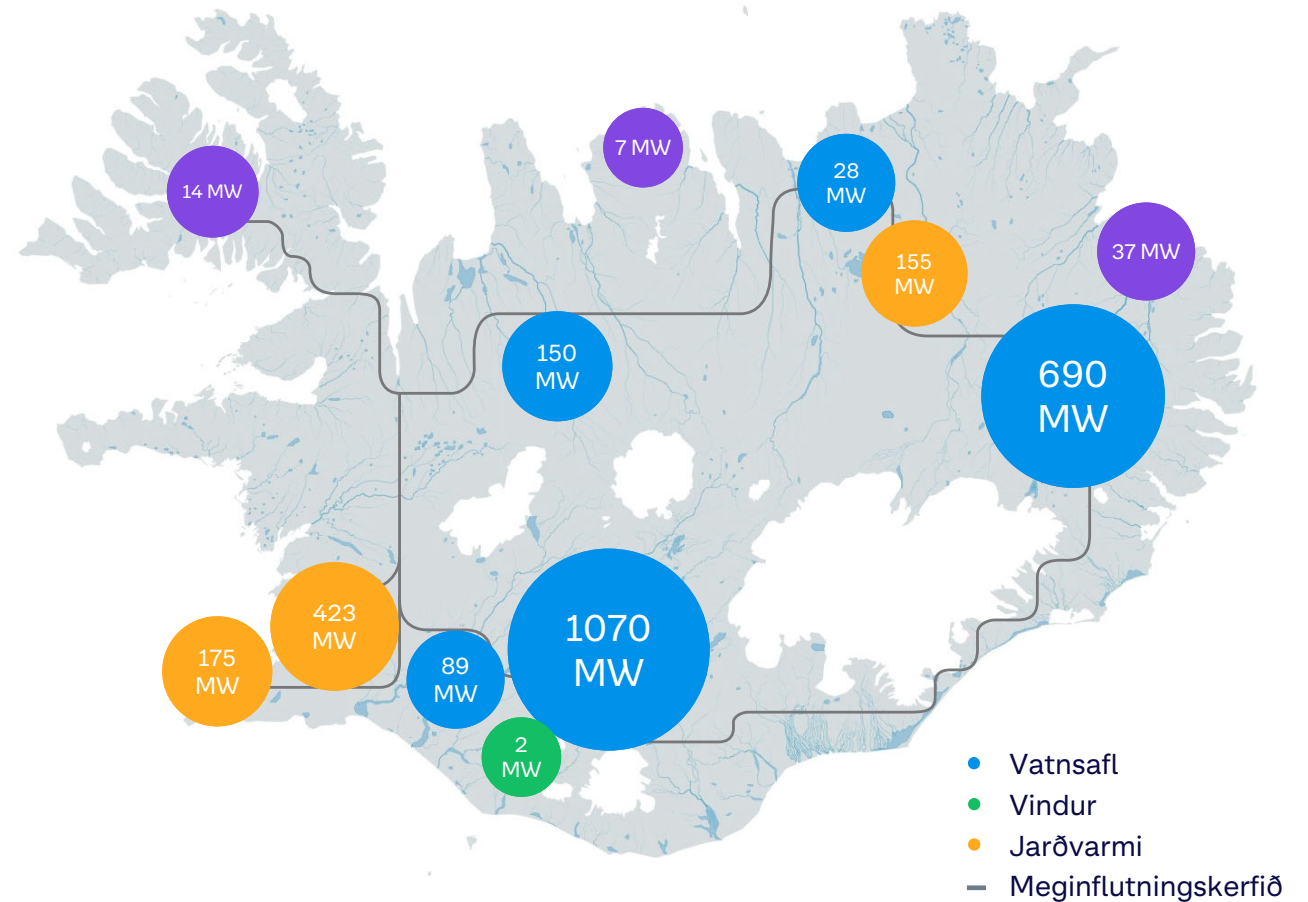 7 MW
14 MW
28
MW
37 MW
155
MW
150
MW
690
MW
423
MW
1070
MW
175
MW
89
MW
2
MW
Vatnsafl
Vindur
Jarðvarmi
Meginflutningskerfið